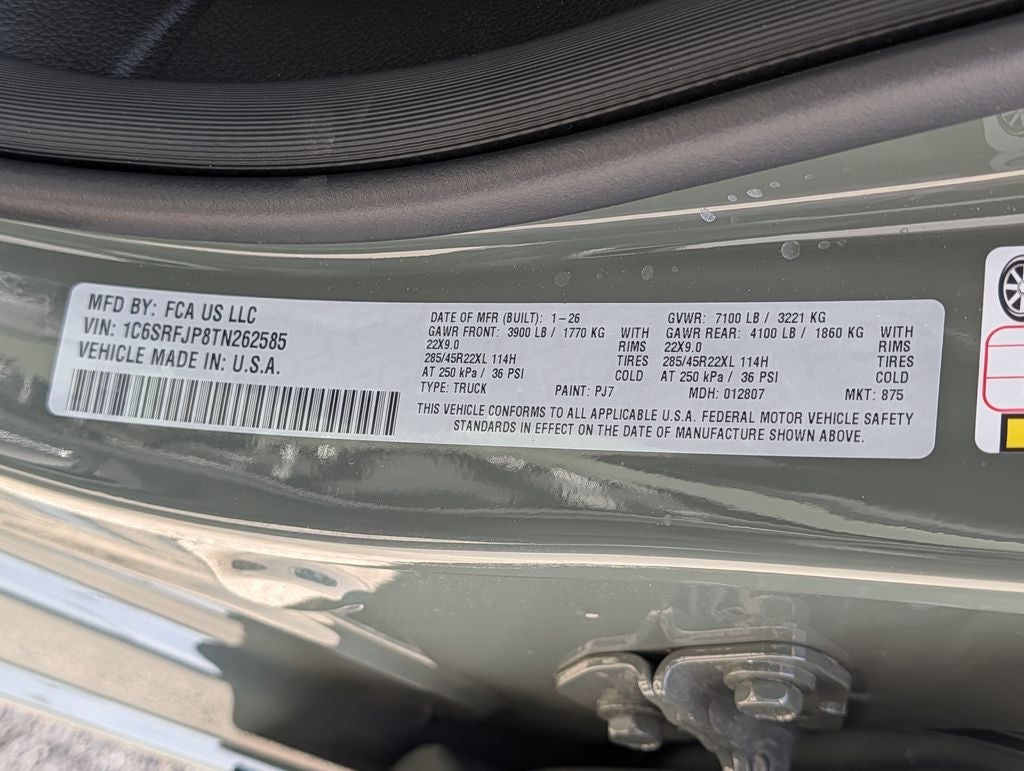 MFD BY: FCA US LLC
VIN: 1C6SRFJP8TN262585
VEHICLE MADE IN: U.S.A.
DATE OF MFR (BUILT): 1-26
GAWR FRONT: 3900 LB / 1770 KG WITH
22X9.0 RIMS
285/45R22XL 114H TIRES
AT 250 kPa / 36 PSI COLD
TYPE: TRUCK PAINT: PJ7
GVWR: 7100 LB / 3221 KG
GAWR REAR: 4100 LB / 1860 KG WITH
22X9.0 RIMS
285/45R22XL 114H TIRES
AT 250 kPa / 36 PSI COLD
MDH: 012807 MKT: 875
THIS VEHICLE CONFORMS TO ALL APPLICABLE U.S.A. FEDERAL MOTOR VEHICLE SAFETY
STANDARDS IN EFFECT ON THE DATE OF MANUFACTURE SHOWN ABOVE.